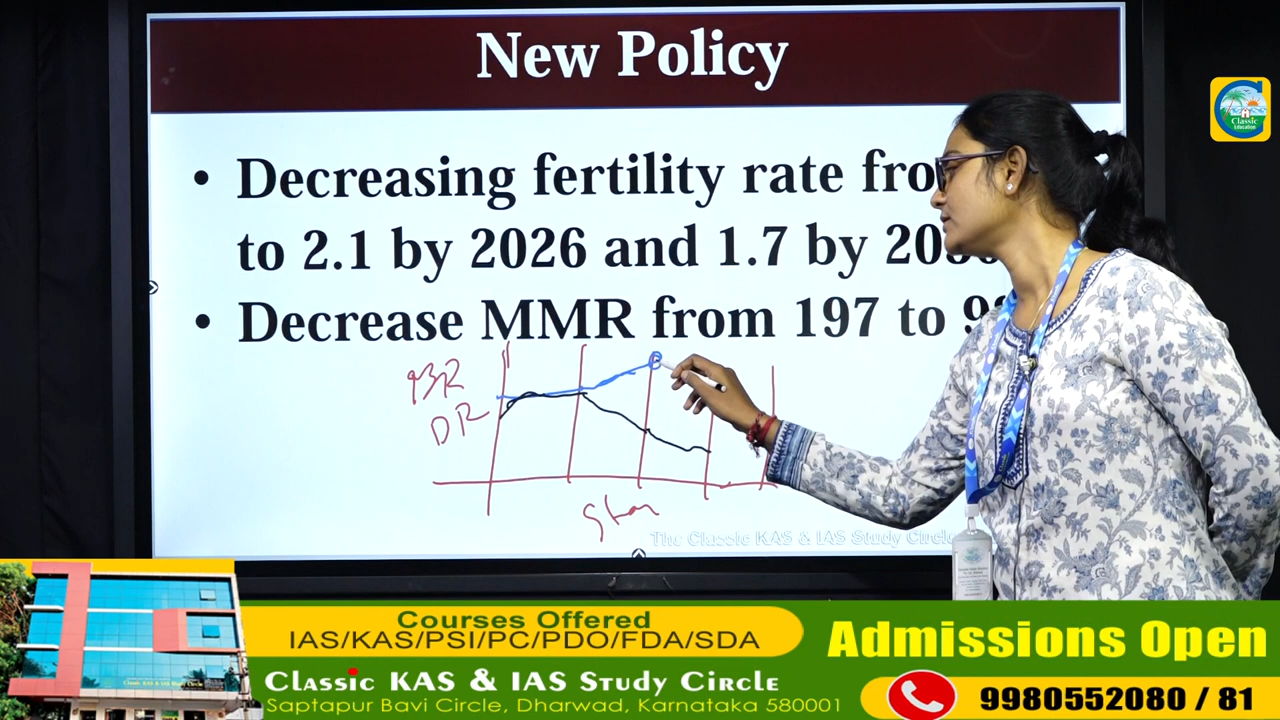 New Policy
• Decreasing fertility rate fro
to 2.1 by 2026 and 1.7 by 20
• Decrease MMR from 197 to 9
BR
DR
The Classic KAS & IAS Study Circle
Classic
Education
Courses Offered
IAS/KAS/PSI/PC/PDO/FDA/SDA
Classic KAS & IAS Study Circle
Saptapur Bavi Circle, Dharwad, Karnataka 580001
Admissions Open
9980552080 / 81